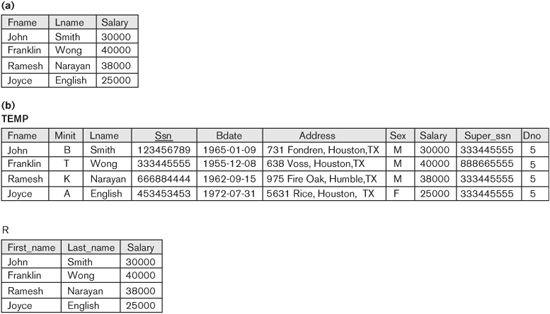 (a)
Fname Lname Salary
John Smith 30000
Franklin Wong 40000
Ramesh Narayan 38000
Joyce English 25000
(b)
TEMP
Fname Minit Lname Ssn Bdate Address Sex Salary Super_ssn Dno
John B Smith 123456789 1965-01-09 731 Fondren, Houston,TX M 30000 333445555 5
Franklin T Wong 333445555 1955-12-08 638 Voss, Houston,TX M 40000 888665555 5
Ramesh K Narayan 666884444 1962-09-15 975 Fire Oak, Humble,TX M 38000 333445555 5
Joyce A English 453453453 1972-07-31 5631 Rice, Houston, TX F 25000 333445555 5
R
First_name Last_name Salary
John Smith 30000
Franklin Wong 40000
Ramesh Narayan 38000
Joyce English 25000